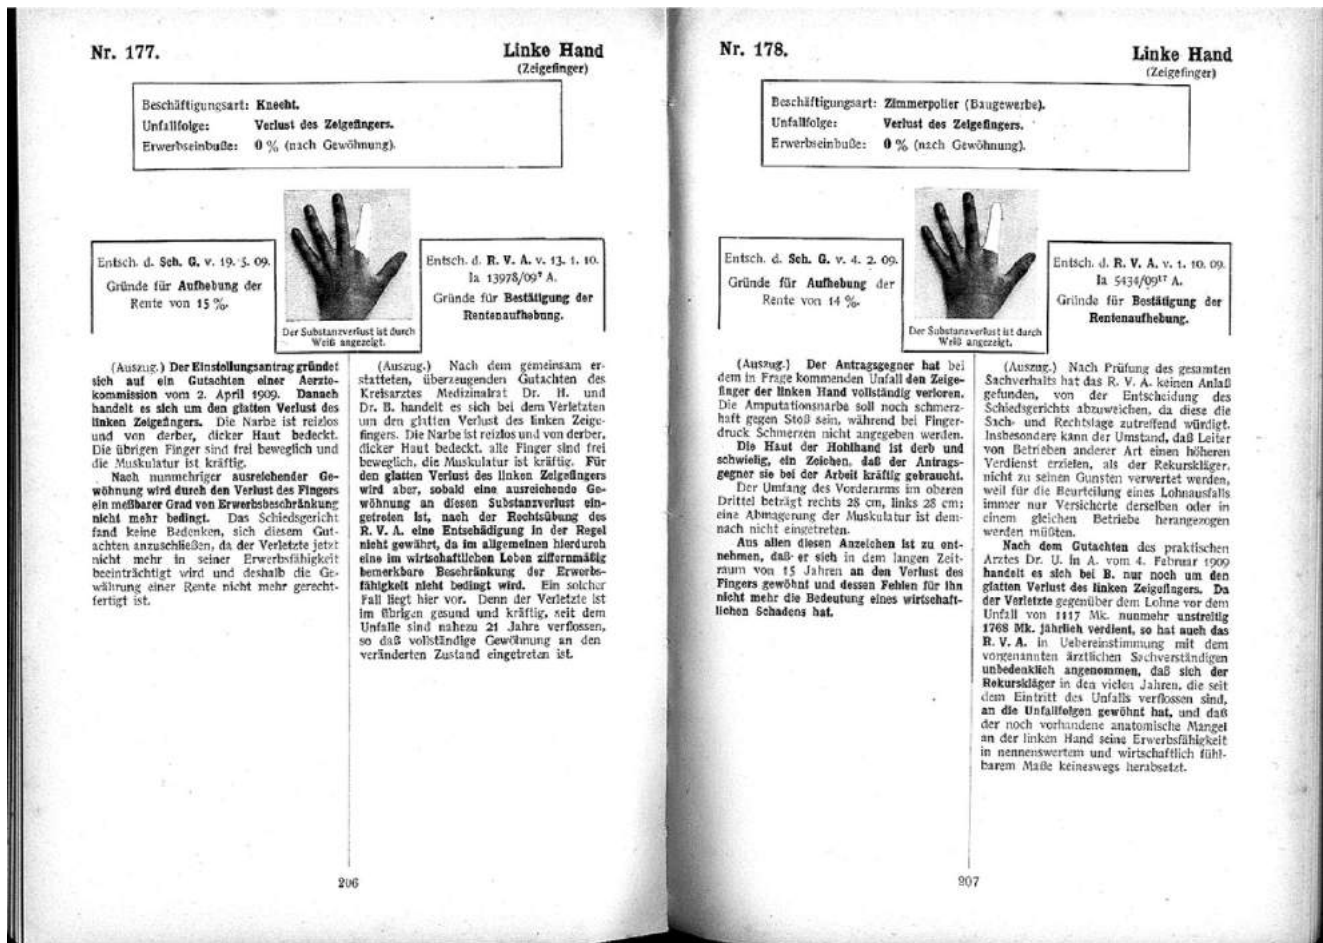 Nr. 177.
Linke Hand
(Zeigefinger)
Beschäftigungsart: Knecht.
Unfallfolge: Verlust des Zeigefingers.
Erwerbseinbuße: 0 % (nach Gewöhnung).
Entsch. d. Sch. G. v. 19. 5. 09.
Gründe für Aufhebung der
Rente von 15 %.
Der Substanzverlust ist durch
Weiß angezeigt.
Entsch. d. R. V. A. v. 13. 1. 10.
Ia 13978/09⁹ A.
Gründe für Bestätigung der
Rentenaufhebung.
(Auszug.) Der Einstellungsantrag gründet
sich auf ein Gutachten einer Aerzte-
kommission vom 2. April 1909. Danach
handelt es sich um den glatten Verlust des
linken Zeigefingers. Die Narbe ist reizlos
und von derber, dicker Haut bedeckt.
Die übrigen Finger sind frei beweglich und
die Muskulatur ist kräftig.
Nach nunmehriger ausreichender Ge-
wöhnung wird durch den Verlust des Fingers
ein meßbarer Grad von Erwerbsbeschränkung
nicht mehr bedingt. Das Schiedsgericht
fand keine Bedenken, sich diesem Gut-
achten anzuschließen, da der Verletzte jetzt
nicht mehr in seiner Erwerbsfähigkeit
beeinträchtigt wird und deshalb die Ge-
währung einer Rente nicht mehr gerecht-
fertigt ist.
(Auszug.) Nach dem gemeinsam er-
statteten, überzeugenden Gutachten des
Kreisarztes Medizinalrat Dr. H. und
Dr. B. handelt es sich bei dem Verletzten
um den glatten Verlust des linken Zeige-
fingers. Die Narbe ist reizlos und von derber,
dicker Haut bedeckt, alle Finger sind frei
beweglich, die Muskulatur ist kräftig. Für
den glatten Verlust des linken Zeigefingers
wird aber, sobald eine ausreichende Ge-
wöhnung an diesen Substanzverlust ein-
getreten ist, nach der Rechtsübung des
R. V. A. eine Entschädigung in der Regel
nicht gewährt, da im allgemeinen hierdurch
eine im wirtschaftlichen Leben ziffernmäßig
bemerkbare Beschränkung der Erwerbs-
fähigkeit nicht bedingt wird. Ein solcher
Fall liegt hier vor. Denn der Verletzte ist
im übrigen gesund und kräftig, seit dem
Unfalle sind nahezu 21 Jahre verflossen,
so daß vollständige Gewöhnung an den
veränderten Zustand eingetreten ist.
206
Nr. 178.
Linke Hand
(Zeigefinger)
Beschäftigungsart: Zimmerpolier (Baugewerbe).
Unfallfolge: Verlust des Zeigefingers.
Erwerbseinbuße: 0 % (nach Gewöhnung).
Entsch. d. Sch. G. v. 4. 2. 09.
Gründe für Aufhebung der
Rente von 14 %.
Der Substanzverlust ist durch
Weiß angezeigt.
Entsch. d. R. V. A. v. 1. 10. 09.
Ia 5434/09¹⁷ A.
Gründe für Bestätigung der
Rentenaufhebung.
(Auszug.) Der Antragsgegner hat bei
dem in Frage kommenden Unfall den Zeige-
finger der linken Hand vollständig verloren.
Die Amputationsnarbe soll noch schmerz-
haft gegen Stoß sein, während bei Finger-
druck Schmerzen nicht angegeben werden.
Die Haut der Hohlhand ist derb und
schwielig, ein Zeichen, daß der Antrags-
gegner sie bei der Arbeit kräftig gebraucht.
Der Umfang des Vorderarms im oberen
Drittel beträgt rechts 28 cm, links 28 cm;
eine Abmagerung der Muskulatur ist dem-
nach nicht eingetreten.
Aus allen diesen Anzeichen ist zu ent-
nehmen, daß er sich in dem langen Zeit-
raum von 15 Jahren an den Verlust des
Fingers gewöhnt und dessen Fehlen für ihn
nicht mehr die Bedeutung eines wirtschaft-
lichen Schadens hat.
(Auszug.) Nach Prüfung des gesamten
Sachverhalts hat das R. V. A. keinen Anlaß
gefunden, von der Entscheidung des
Schiedsgerichts abzuweichen, da diese die
Sach- und Rechtslage zutreffend würdigt.
Insbesondere kann der Umstand, daß Leiter
von Betrieben anderer Art einen höheren
Verdienst erzielen, als der Rekurskläger,
nicht zu seinen Gunsten verwertet werden,
weil für die Beurteilung eines Lohnausfalls
immer nur Versicherte derselben oder in
einem gleichen Betriebe herangezogen
werden müßten.
Nach dem Gutachten des praktischen
Arztes Dr. U. in A. vom 4. Februar 1909
handelt es sich bei B. nur noch um den
glatten Verlust des linken Zeigefingers. Da
der Verletzte gegenüber dem Lohne vor dem
Unfall von 1117 Mk. nunmehr unstreitig
1768 Mk. jährlich verdient, so hat auch das
R. V. A. in Uebereinstimmung mit dem
vorgenannten ärztlichen Sachverständigen
unbedenklich angenommen, daß sich der
Rekurskläger in den vielen Jahren, die seit
dem Eintritt des Unfalls verflossen sind,
an die Unfallfolgen gewöhnt hat, und daß
der noch vorhandene anatomische Mangel
an der linken Hand seine Erwerbsfähigkeit
in nennenswertem und wirtschaftlich fühl-
barem Maße keineswegs herabsetzt.
207